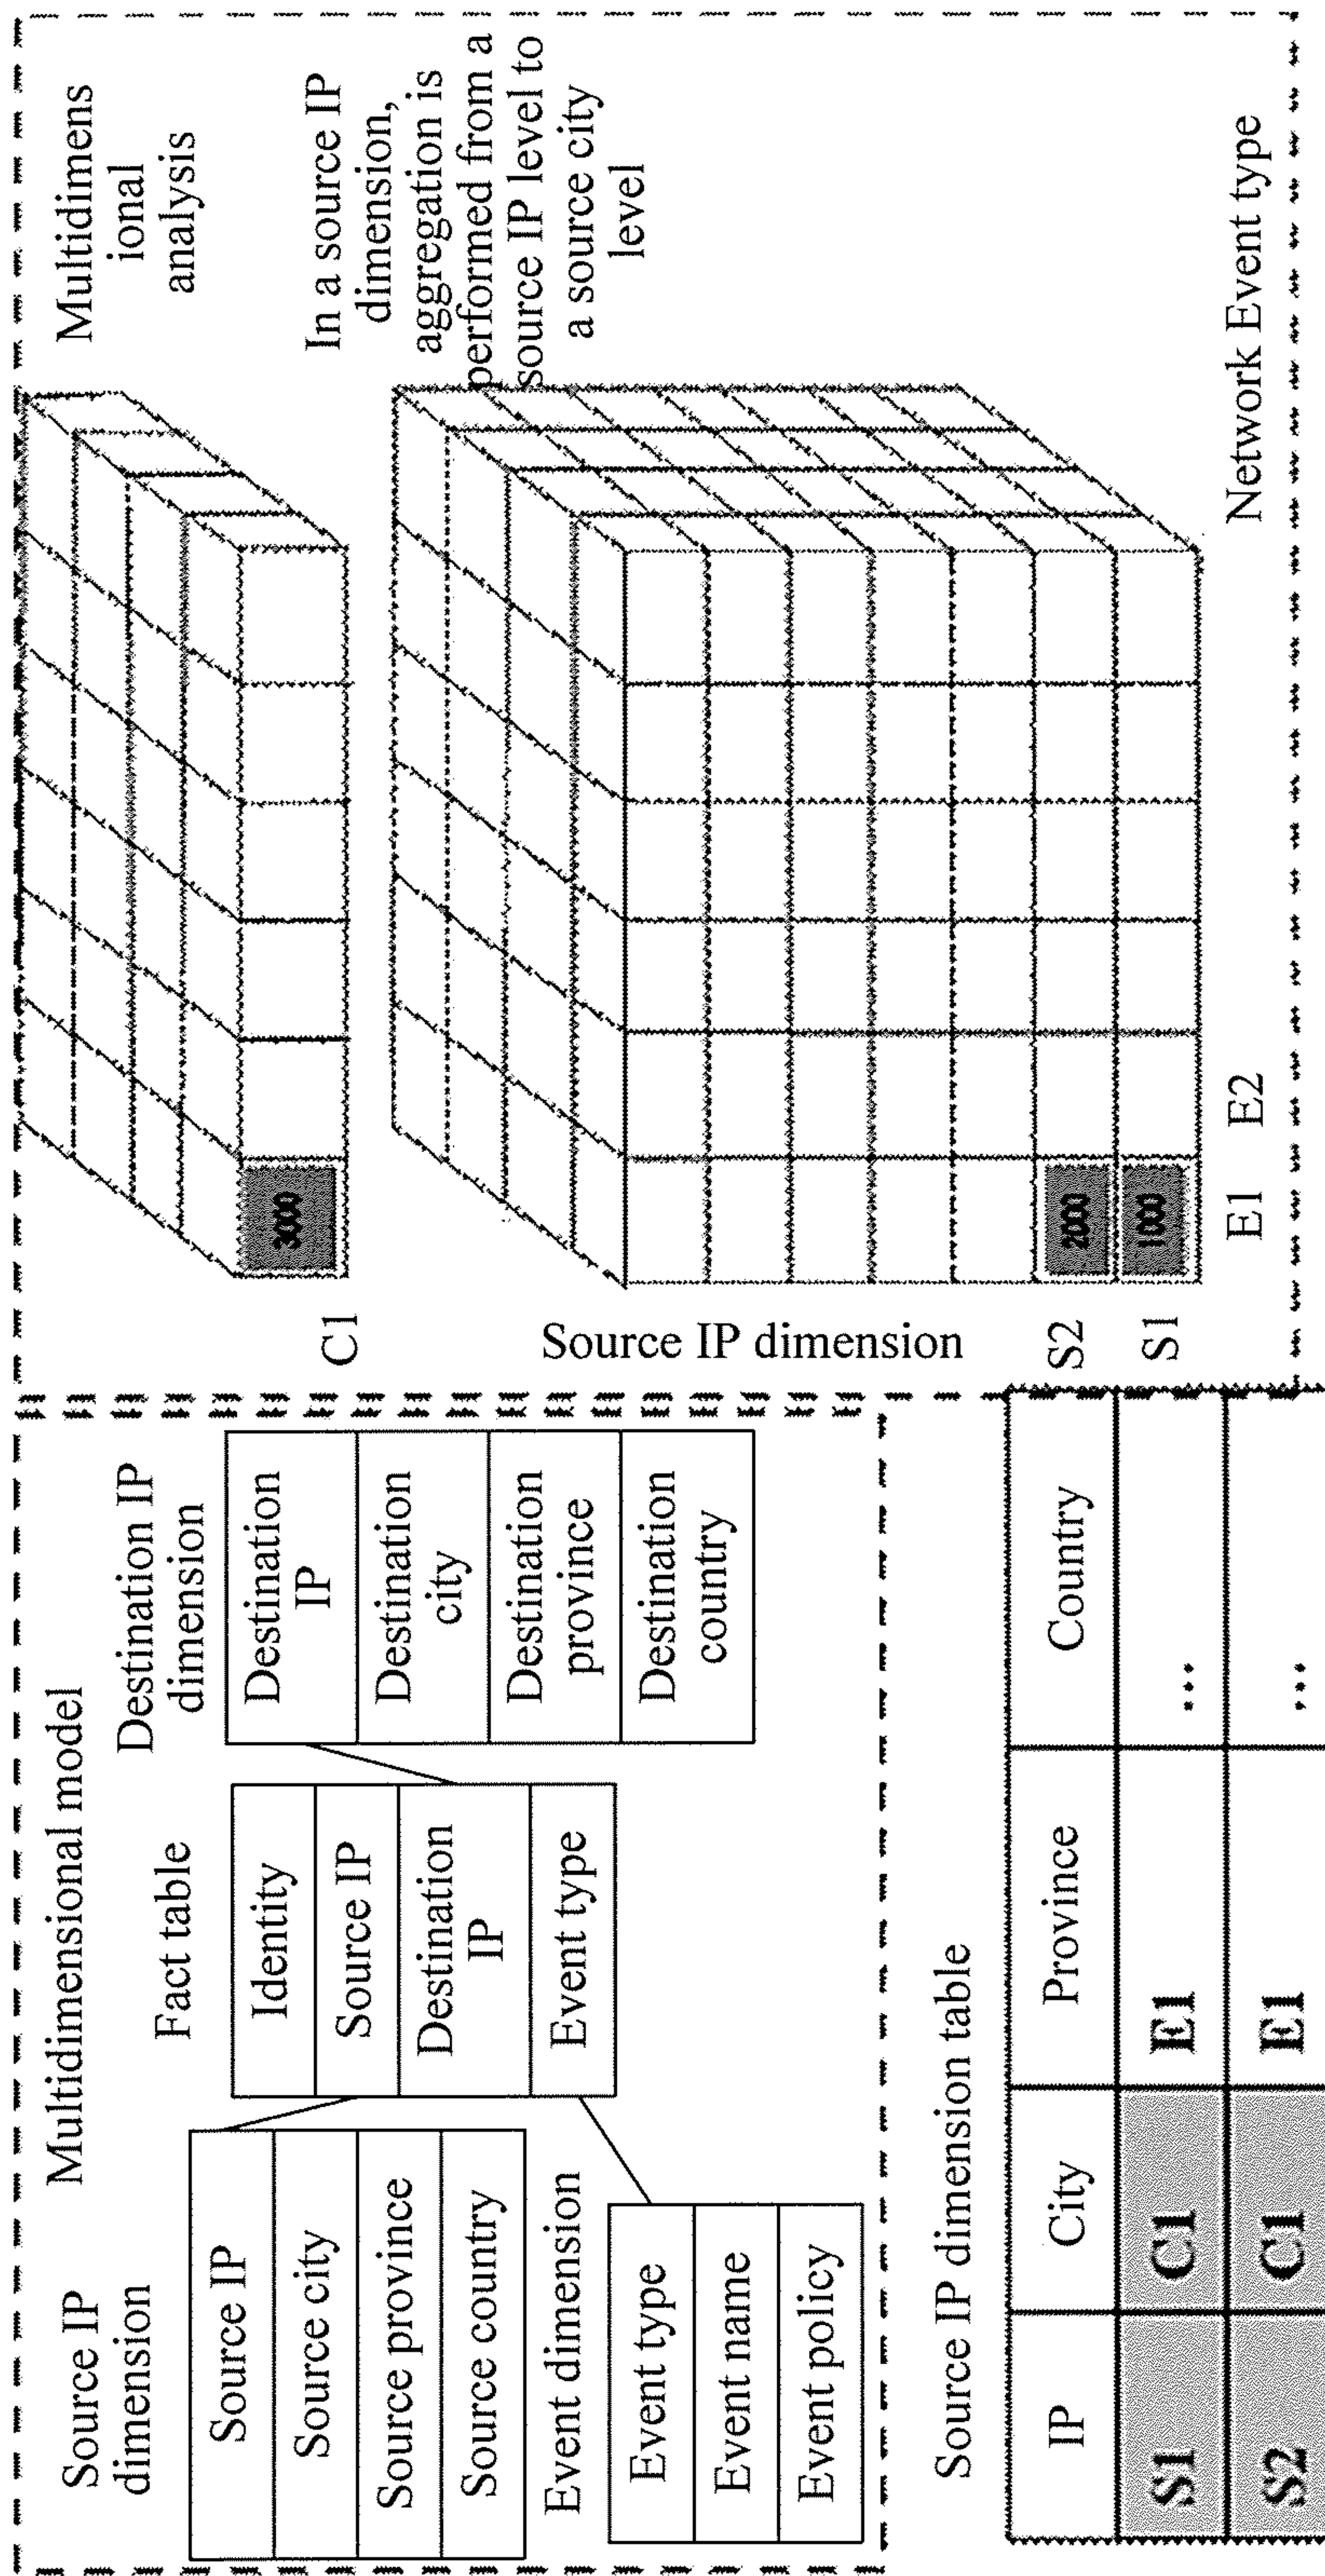 Multidimensional model
Source IP
dimension
Source IP
Source city
Source province
Source country
Fact table
Identity
Source IP
Destination
IP
Event type
Destination IP
dimension
Destination
IP
Destination
city
Destination
province
Destination
country
Event dimension
Event type
Event name
Event policy
Source IP dimension table
IP City Province Country
S1 C1 E1 ...
S2 C1 E1 ...
Multidimens
ional
analysis
In a source IP
dimension,
aggregation is
performed from a
source IP level to
a source city
level
3000
C1
Source IP dimension
S2
2000
S1
1000
E1 E2
Network Event type